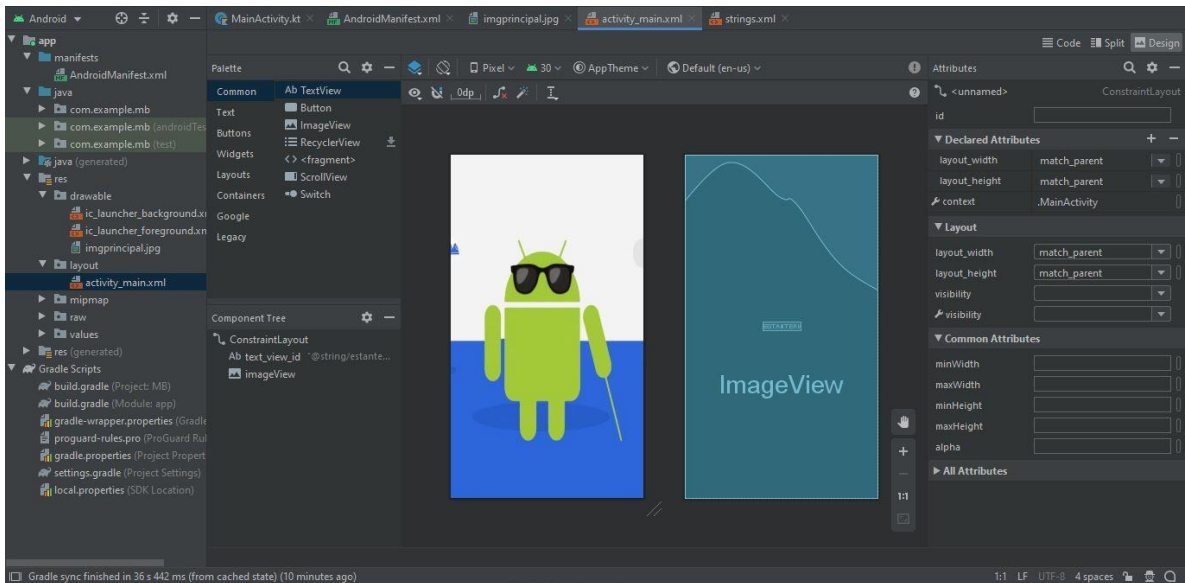 Android
MainActivity.kt
AndroidManifest.xml
imgprincipal.jpg
activity_main.xml
strings.xml
app
manifests
AndroidManifest.xml
java
com.example.mb
com.example.mb (androidTes
com.example.mb (test)
java (generated)
res
drawable
ic_launcher_background.x
ic_launcher_foreground.xn
imgprincipal.jpg
layout
activity_main.xml
mipmap
raw
values
res (generated)
Gradle Scripts
build.gradle (Project: MB)
build.gradle (Module: app)
gradle-wrapper.properties (Gradle
proguard-rules.pro (ProGuard Rul
gradle.properties (Project Propert
settings.gradle (Project Settings)
local.properties (SDK Location)
Code Split Design
Palette
Common
Text
Buttons
Widgets
Layouts
Containers
Google
Legacy
Ab TextView
Button
ImageView
RecyclerView
<> <fragment>
ScrollView
Switch
Component Tree
ConstraintLayout
Ab text_view_id "@string/estante...
imageView
Pixel 30 AppTheme Default (en-us)
0dp
ImageView
1:1
Attributes
<unnamed> ConstraintLayout
id
Declared Attributes
layout_width match_parent
layout_height match_parent
context .MainActivity
Layout
layout_width match_parent
layout_height match_parent
visibility
visibility
Common Attributes
minWidth
maxWidth
minHeight
maxHeight
alpha
All Attributes
Gradle sync finished in 36 s 442 ms (from cached state) (10 minutes ago)
1:1 LF UTF-8 4 spaces